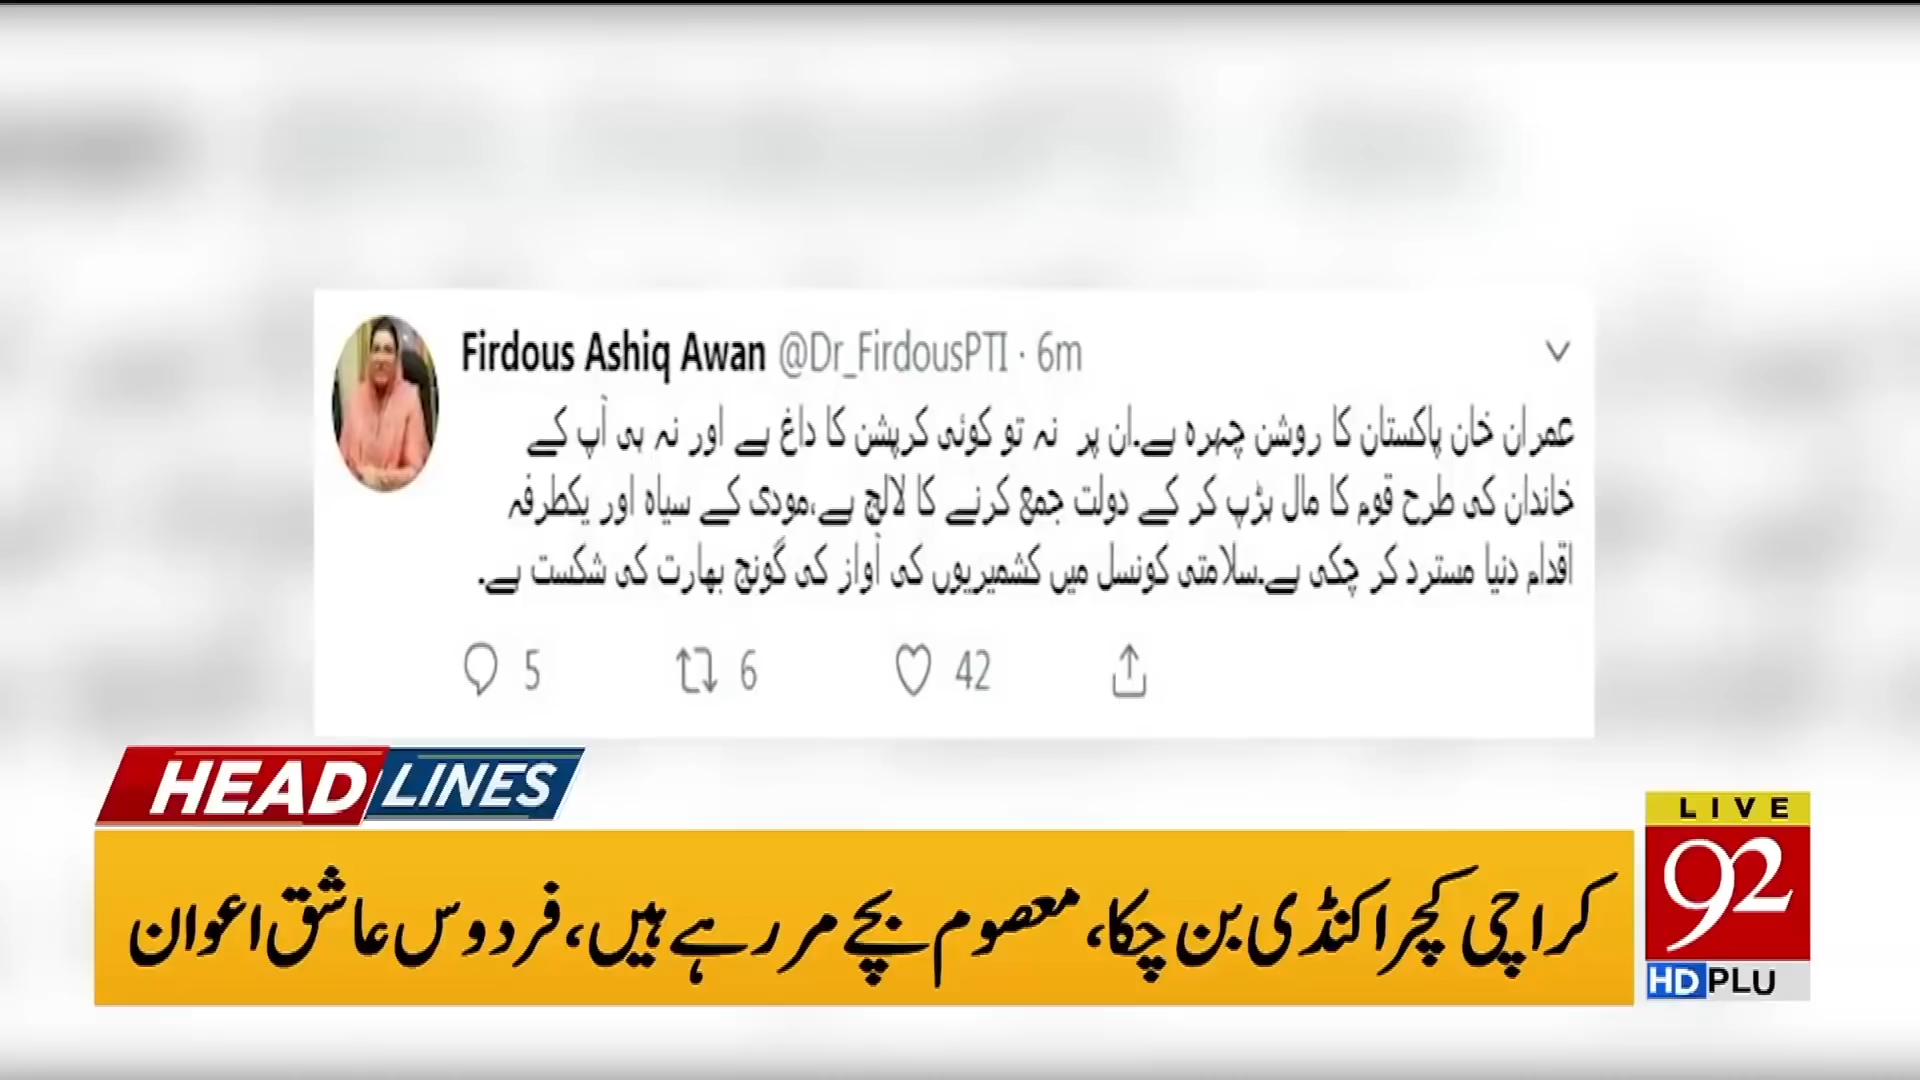 Firdous Ashiq Awan @Dr_FirdousPTI · 6m
عمران خان پاکستان کا روشن چہرہ ہے.ان پر نہ تو کوئی کرپشن کا داغ ہے اور نہ ہی آپ کے
خاندان کی طرح قوم کا مال ہڑپ کر کے دولت جمع کرنے کا لالچ ہے،مودی کے سیاہ اور یکطرفہ
اقدام دنیا مسترد کر چکی ہے.سلامتی کونسل میں کشمیریوں کی آواز کی گونج بھارت کی شکست ہے.
5 6 42
HEADLINES
LIVE
92
HD PLU
کراچی کچرا کنڈی بن چکا، معصوم بچے مر رہے ہیں، فردوس عاشق اعوان